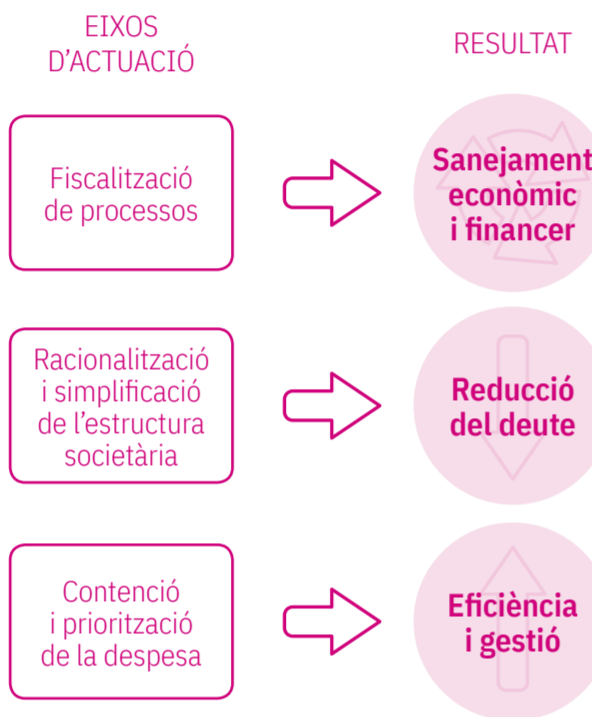 EIXOS
D'ACTUACIÓ
RESULTAT
Fiscalització
de processos
Sanejament
econòmic
i financer
Racionalització
i simplificació
de l'estructura
societària
Reducció
del deute
Contenció
i priorització
de la despesa
Eficiència
i gestió